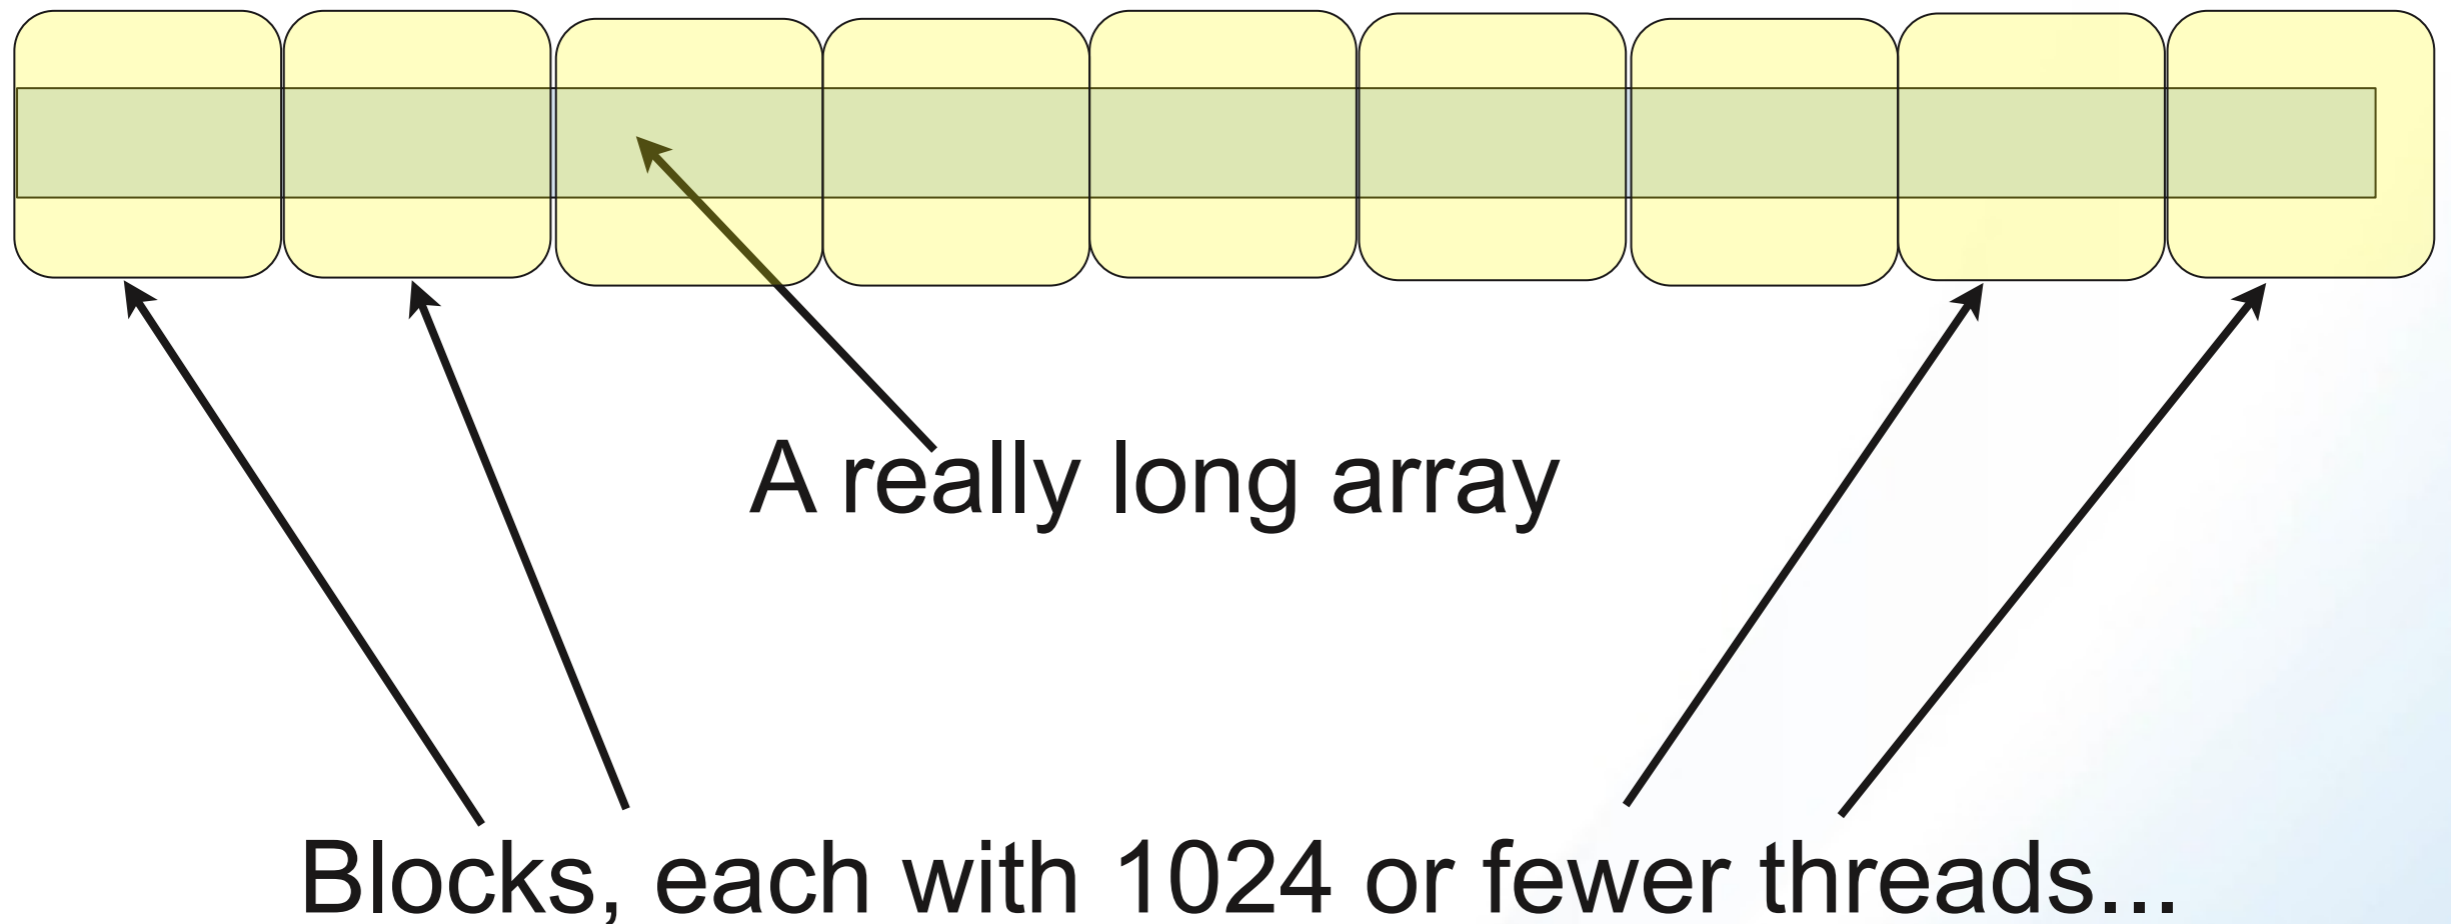 A really long array
Blocks, each with 1024 or fewer threads...